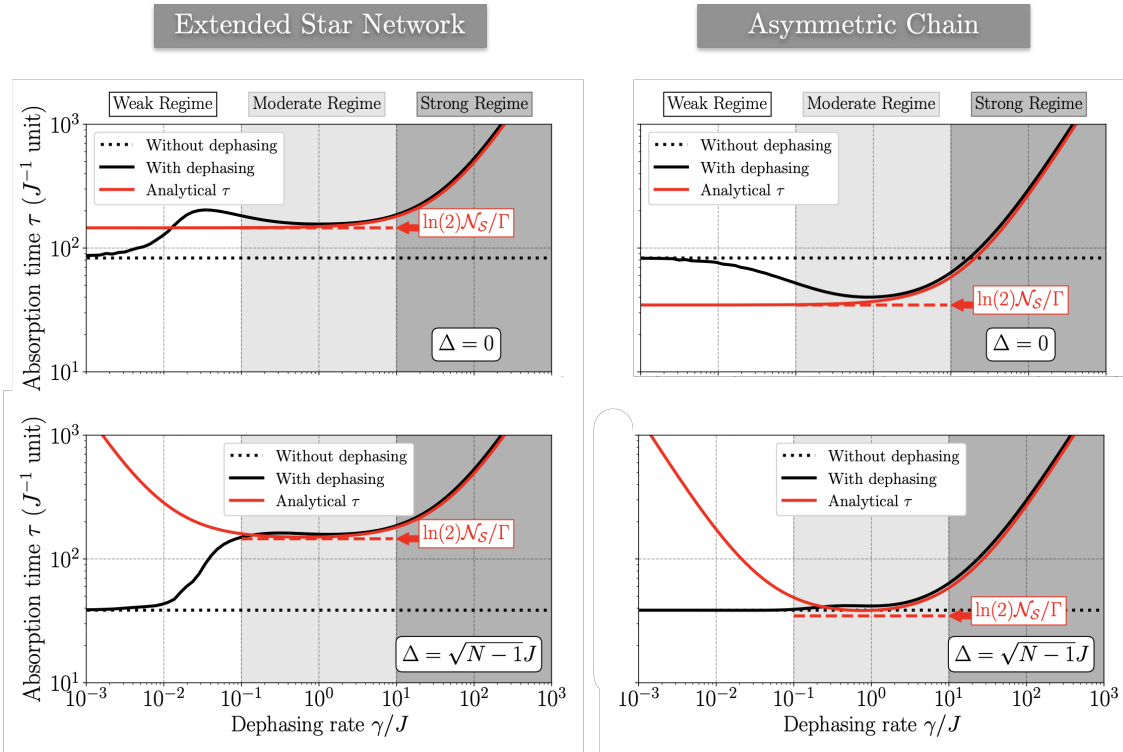 Extended Star Network
Asymmetric Chain
Weak Regime
Moderate Regime
Strong Regime
Without dephasing
With dephasing
Analytical τ
ln(2)𝒩_𝒮/Γ
Δ = 0
10³
10²
10¹
Absorption time τ (J⁻¹ unit)
Weak Regime
Moderate Regime
Strong Regime
Without dephasing
With dephasing
Analytical τ
ln(2)𝒩_𝒮/Γ
Δ = 0
Without dephasing
With dephasing
Analytical τ
ln(2)𝒩_𝒮/Γ
Δ = √N − 1J
10³
10²
10¹
Absorption time τ (J⁻¹ unit)
10⁻³ 10⁻² 10⁻¹ 10⁰ 10¹ 10² 10³
Dephasing rate γ/J
Without dephasing
With dephasing
Analytical τ
ln(2)𝒩_𝒮/Γ
Δ = √N − 1J
10⁻³ 10⁻² 10⁻¹ 10⁰ 10¹ 10² 10³
Dephasing rate γ/J